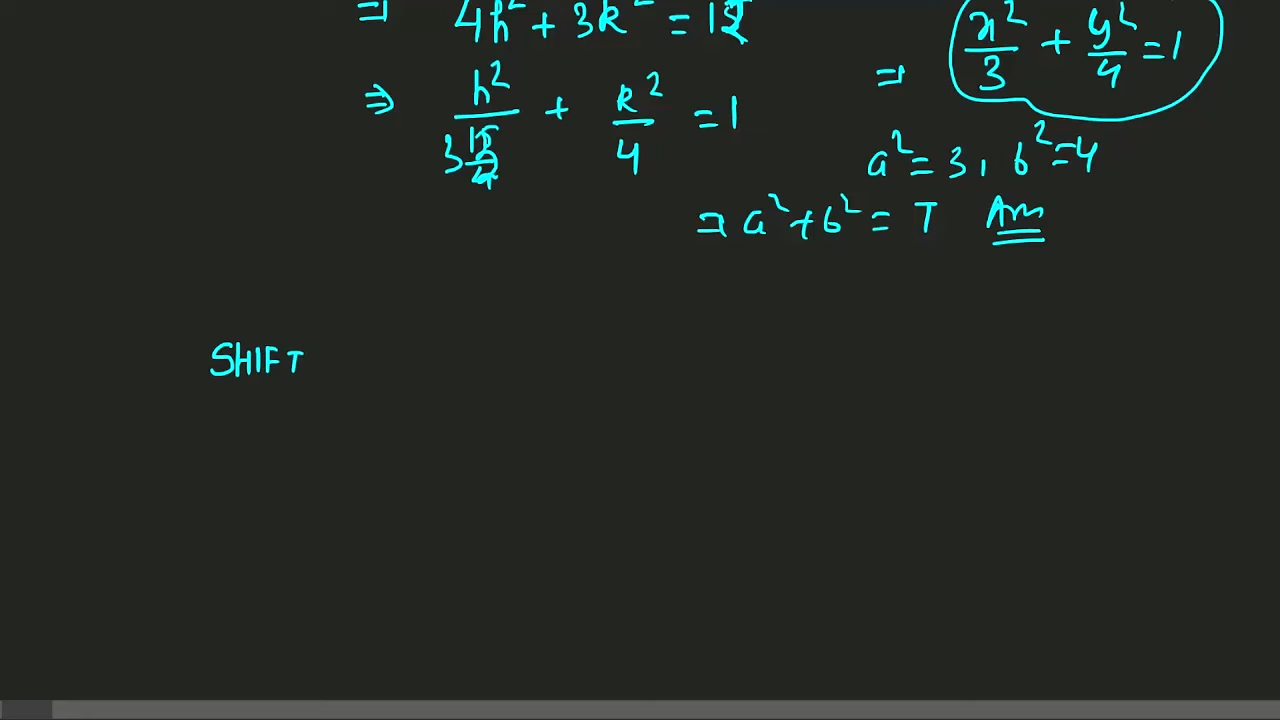 ⇒ 4h² + 3k² = 12
⇒ h²/3 + k²/4 = 1
⇒ x²/3 + y²/4 = 1
a² = 3, b² = 4
⇒ a² + b² = 7 Ans
SHIFT